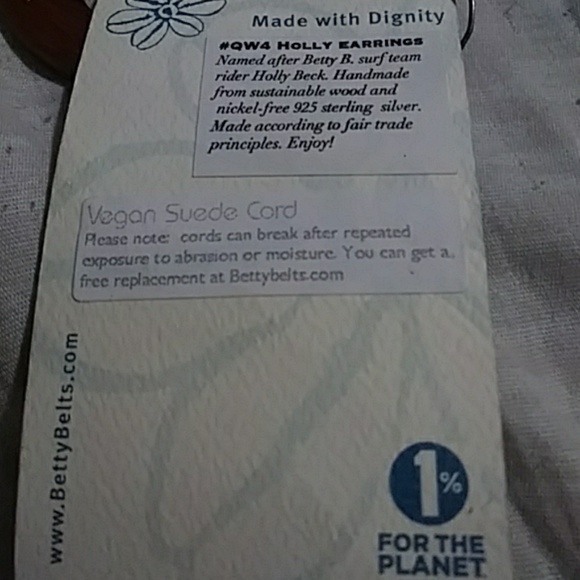 Made with Dignity
#QW4 HOLLY EARRINGS
Named after Betty B. surf team
rider Holly Beck. Handmade
from sustainable wood and
nickel-free 925 sterling silver.
Made according to fair trade
principles. Enjoy!
Vegan Suede Cord
Please note: cords can break after repeated
exposure to abrasion or moisture. You can get a
free replacement at Bettybelts.com
www.BettyBelts.com
1%
FOR THE
PLANET